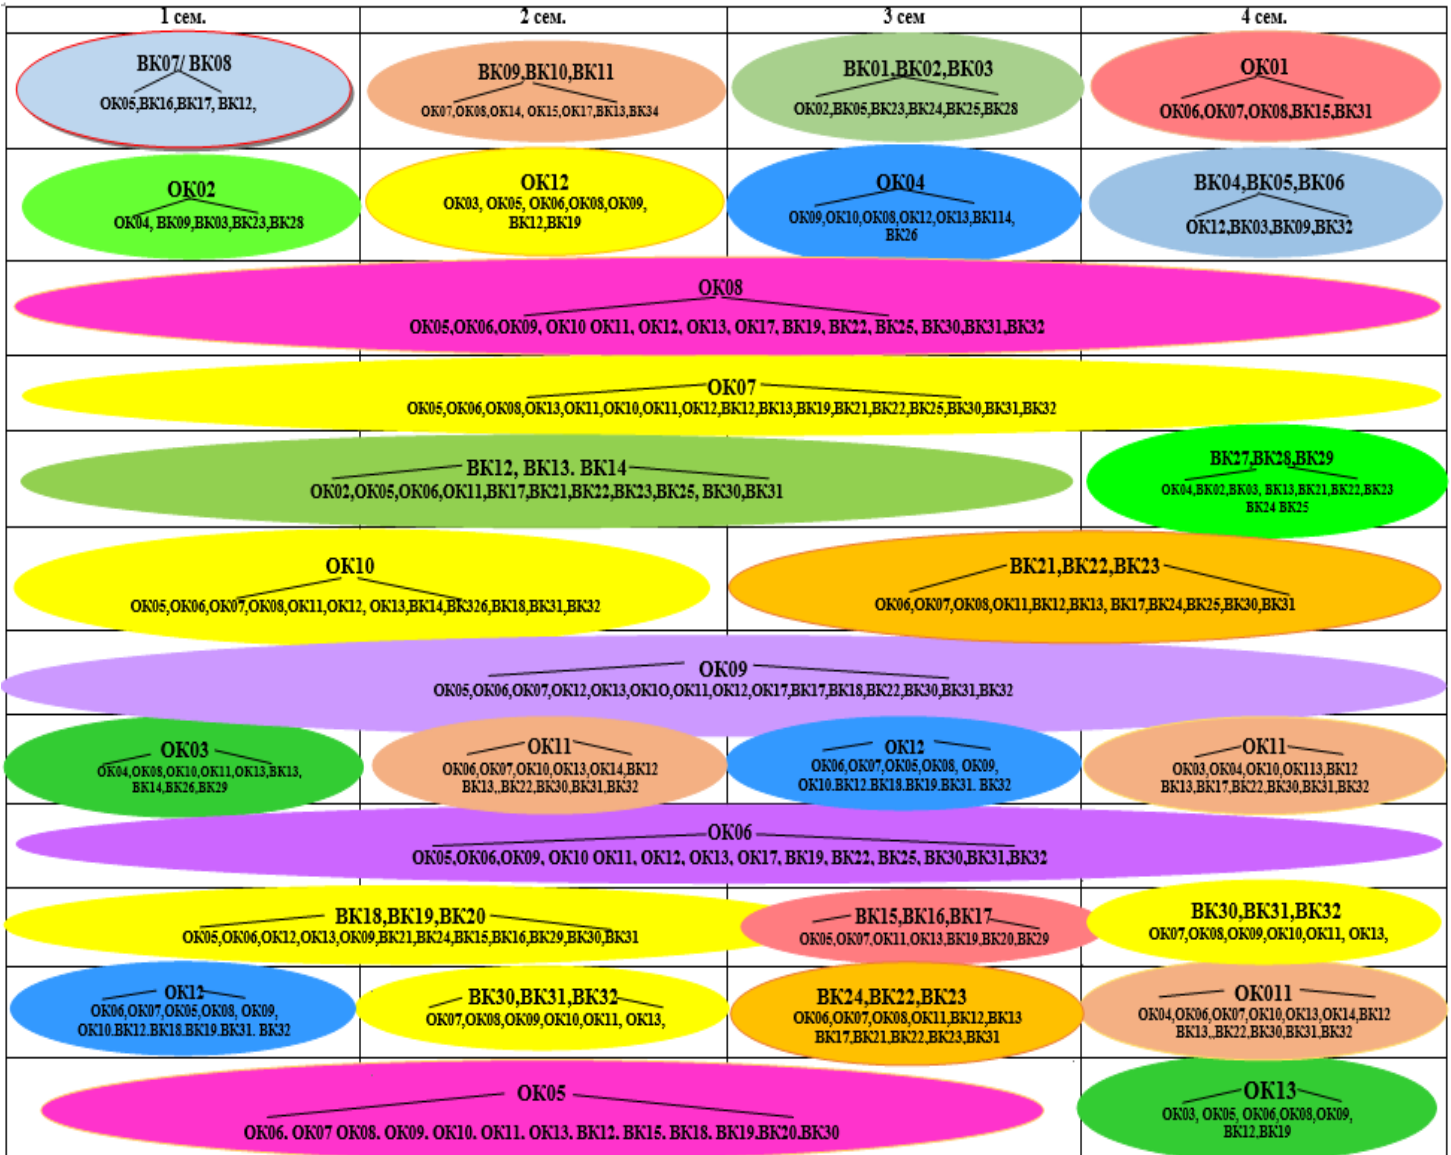 1 сем.
2 сем.
3 сем
4 сем.
ВК07/ ВК08
ОК05,ВК16,ВК17, ВК12,
ВК09,ВК10,ВК11
ОК07,ОК08,ОК14, ОК15,ОК17,ВК13,ВК34
ВК01,ВК02,ВК03
ОК02,ВК05,ВК23,ВК24,ВК25,ВК28
ОК01
ОК06,ОК07,ОК08,ВК15,ВК31
ОК02
ОК04, ВК09,ВК03,ВК23,ВК28
ОК12
ОК03, ОК05, ОК06,ОК08,ОК09,
ВК12,ВК19
ОК04
ОК09,ОК10,ОК08,ОК12,ОК13,ВК114,
ВК26
ВК04,ВК05,ВК06
ОК12,ВК03,ВК09,ВК32
ОК08
ОК05,ОК06,ОК09, ОК10 ОК11, ОК12, ОК13, ОК17, ВК19, ВК22, ВК25, ВК30,ВК31,ВК32
ОК07
ОК05,ОК06,ОК08,ОК13,ОК11,ОК10,ОК11,ОК12,ВК12,ВК13,ВК19,ВК21,ВК22,ВК25,ВК30,ВК31,ВК32
ВК12, ВК13. ВК14
ОК02,ОК05,ОК06,ОК11,ВК17,ВК21,ВК22,ВК23,ВК25, ВК30,ВК31
ВК27,ВК28,ВК29
ОК04,ВК02,ВК03, ВК13,ВК21,ВК22,ВК23
ВК24 ВК25
ОК10
ОК05,ОК06,ОК07,ОК08,ОК11,ОК12, ОК13,ВК14,ВК326,ВК18,ВК31,ВК32
ВК21,ВК22,ВК23
ОК06,ОК07,ОК08,ОК11,ВК12,ВК13, ВК17,ВК24,ВК25,ВК30,ВК31
ОК09
ОК05,ОК06,ОК07,ОК12,ОК13,ОК1О,ОК11,ОК12,ОК17,ВК17,ВК18,ВК22,ВК30,ВК31,ВК32
ОК03
ОК04,ОК08,ОК10,ОК11,ОК13,ВК13,
ВК14,ВК26,ВК29
ОК11
ОК06,ОК07,ОК10,ОК13,ОК14,ВК12
ВК13,,ВК22,ВК30,ВК31,ВК32
ОК12
ОК06,ОК07,ОК05,ОК08, ОК09,
ОК10.ВК12.ВК18.ВК19.ВК31. ВК32
ОК11
ОК03,ОК04,ОК10,ОК113,ВК12
ВК13,ВК17,ВК22,ВК30,ВК31,ВК32
ОК06
ОК05,ОК06,ОК09, ОК10 ОК11, ОК12, ОК13, ОК17, ВК19, ВК22, ВК25, ВК30,ВК31,ВК32
ВК18,ВК19,ВК20
ОК05,ОК06,ОК12,ОК13,ОК09,ВК21,ВК24,ВК15,ВК16,ВК29,ВК30,ВК31
ВК15,ВК16,ВК17
ОК05,ОК07,ОК11,ОК13,ВК19,ВК20,ВК29
ВК30,ВК31,ВК32
ОК07,ОК08,ОК09,ОК10,ОК11, ОК13,
ОК12
ОК06,ОК07,ОК05,ОК08, ОК09,
ОК10.ВК12.ВК18.ВК19.ВК31. ВК32
ВК30,ВК31,ВК32
ОК07,ОК08,ОК09,ОК10,ОК11, ОК13,
ВК24,ВК22,ВК23
ОК06,ОК07,ОК08,ОК11,ВК12,ВК13
ВК17,ВК21,ВК22,ВК23,ВК31
ОК011
ОК04,ОК06,ОК07,ОК10,ОК13,ОК14,ВК12
ВК13,,ВК22,ВК30,ВК31,ВК32
ОК05
ОК06. ОК07 ОК08. ОК09. ОК10. ОК11. ОК13. ВК12. ВК15. ВК18. ВК19.ВК20.ВК30
ОК13
ОК03, ОК05, ОК06,ОК08,ОК09,
ВК12,ВК19